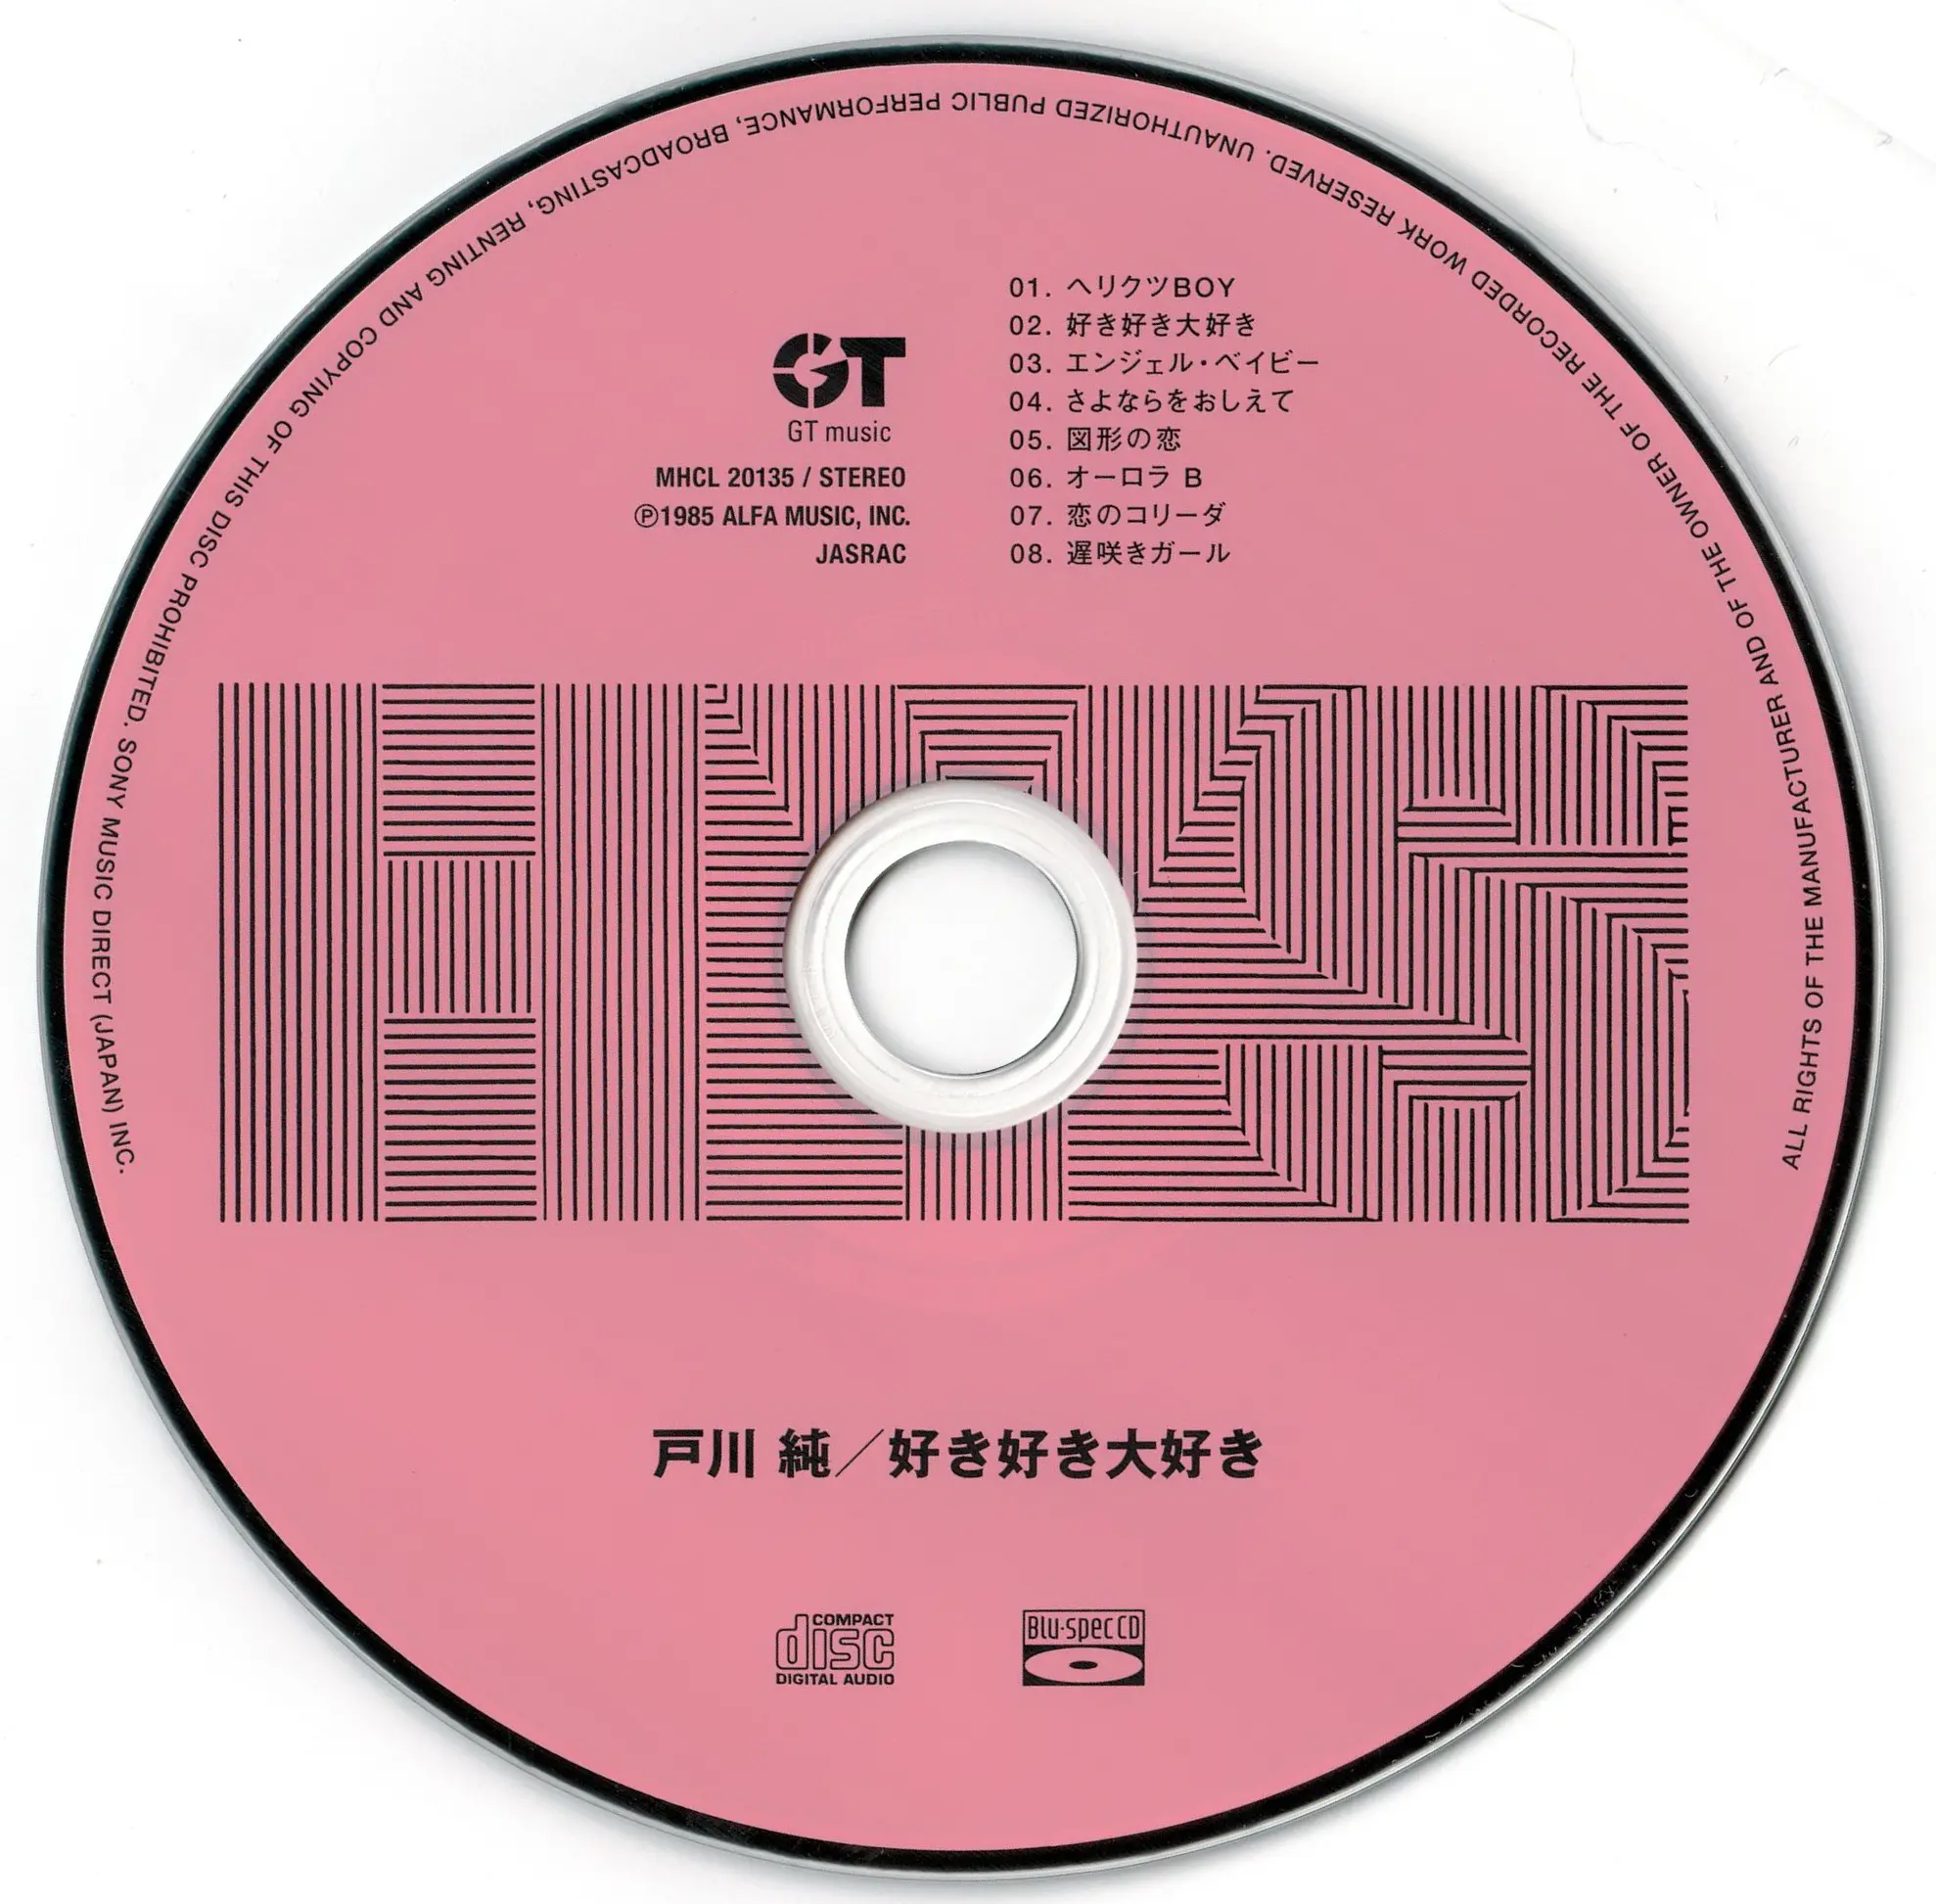 ALL RIGHTS OF THE MANUFACTURER AND OF THE OWNER OF THE RECORDED WORK RESERVED. UNAUTHORIZED PUBLIC PERFORMANCE, BROADCASTING, RENTING AND COPYING OF THIS DISC PROHIBITED. SONY MUSIC DIRECT (JAPAN) INC.
GT
GT music
MHCL 20135 / STEREO
Ⓟ1985 ALFA MUSIC, INC.
JASRAC
01. ヘリクツBOY
02. 好き好き大好き
03. エンジェル・ベイビー
04. さよならをおしえて
05. 図形の恋
06. オーロラ B
07. 恋のコリーダ
08. 遅咲きガール
戸川 純／好き好き大好き
COMPACT
disc
DIGITAL AUDIO
Blu-specCD